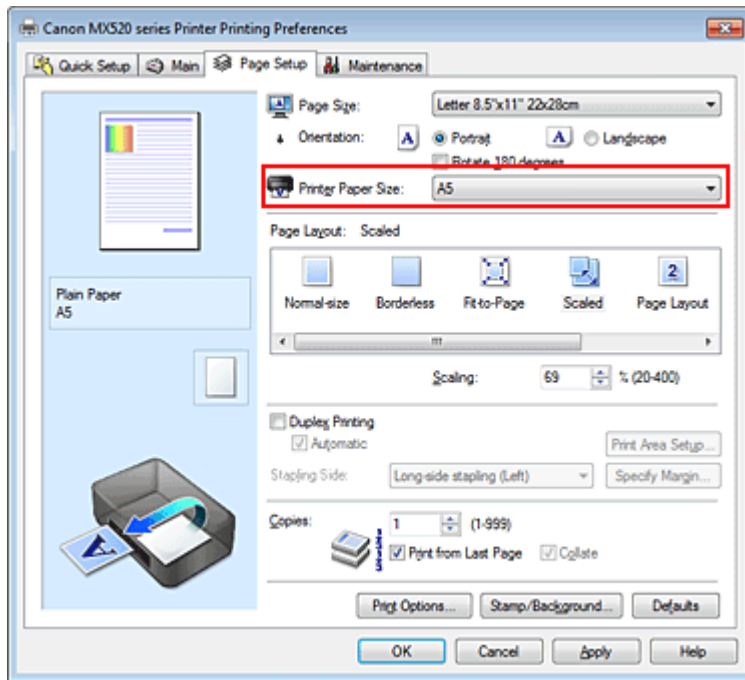 Canon MX520 series Printer Printing Preferences
Quick Setup Main Page Setup Maintenance
Page Size: Letter 8.5"x11" 22x28cm
Orientation: A Portrait A Landscape
Rotate 180 degrees
Printer Paper Size: A5
Page Layout: Scaled
Normal-size Borderless Fit-to-Page Scaled 2 Page Layout
Plain Paper
A5
Scaling: 69 % (20-400)
Duplex Printing
Automatic
Print Area Setup...
Stapling Side: Long-side stapling (Left) Specify Margin...
Copies: 1 (1-999)
Print from Last Page Collate
A
Print Options... Stamp/Background... Defaults
OK Cancel Apply Help